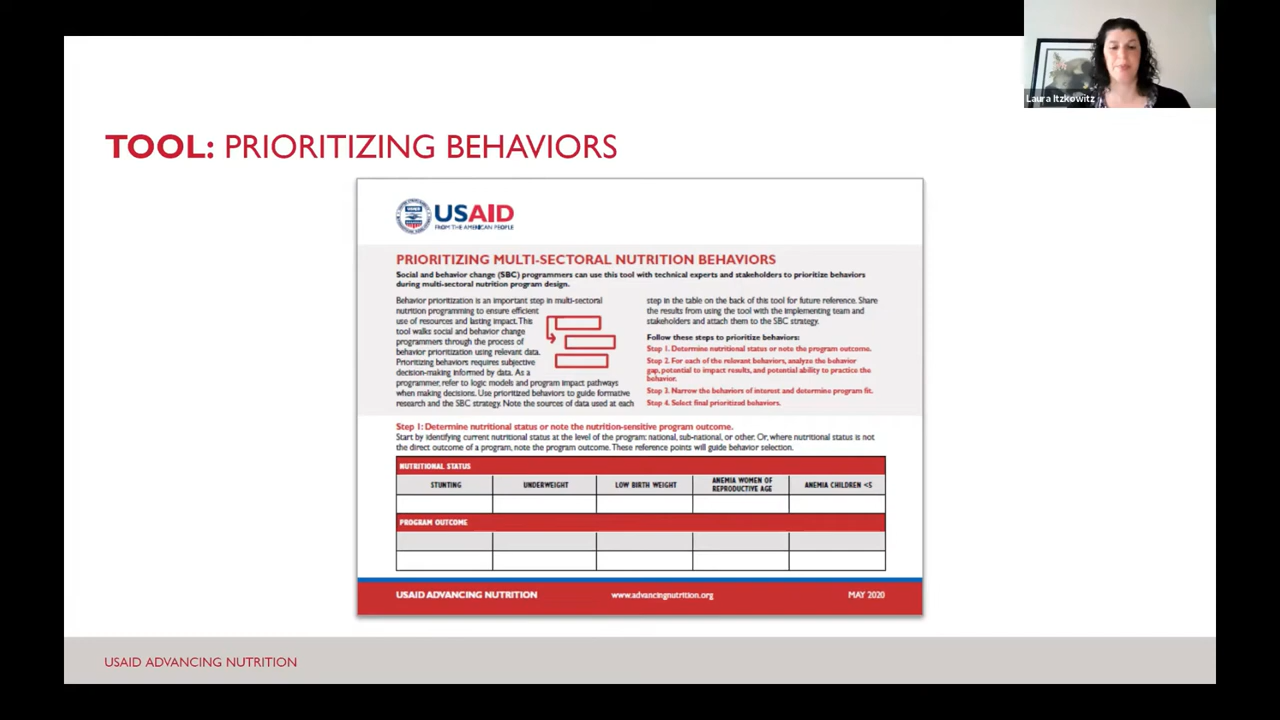 Laura Itzkowitz
TOOL: PRIORITIZING BEHAVIORS
USAID
FROM THE AMERICAN PEOPLE
PRIORITIZING MULTI-SECTORAL NUTRITION BEHAVIORS
Social and behavior change (SBC) programmers can use this tool with technical experts and stakeholders to prioritize behaviors
during multi-sectoral nutrition program design.
Behavior prioritization is an important step in multi-sectoral
nutrition programming to ensure efficient
use of resources and lasting impact. This
tool walks social and behavior change
programmers through the process of
behavior prioritization using relevant data.
Prioritizing behaviors requires subjective
decision-making informed by data. As a
programmer, refer to logic models and program impact pathways
when making decisions. Use prioritized behaviors to guide formative
research and the SBC strategy. Note the sources of data used at each
step in the table on the back of this tool for future reference. Share
the results from using the tool with the implementing team and
stakeholders and attach them to the SBC strategy.
Follow these steps to prioritize behaviors:
Step 1. Determine nutritional status or note the program outcome.
Step 2. For each of the relevant behaviors, analyze the behavior
gap, potential to impact results, and potential ability to practice the
behavior.
Step 3. Narrow the behaviors of interest and determine program fit.
Step 4. Select final prioritized behaviors.
Step 1: Determine nutritional status or note the nutrition-sensitive program outcome.
Start by identifying current nutritional status at the level of the program: national, sub-national, or other. Or, where nutritional status is not
the direct outcome of a program, note the program outcome. These reference points will guide behavior selection.
NUTRITIONAL STATUS
STUNTING
UNDERWEIGHT
LOW BIRTH WEIGHT
ANEMIA WOMEN OF
REPRODUCTIVE AGE
ANEMIA CHILDREN <5
PROGRAM OUTCOME
USAID ADVANCING NUTRITION
www.advancingnutrition.org
MAY 2020
USAID ADVANCING NUTRITION